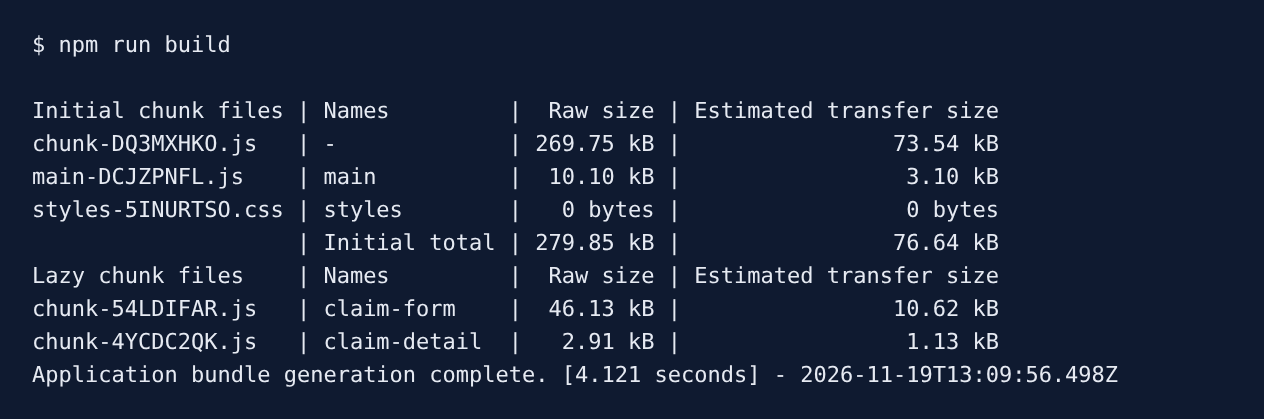 $ npm run build

Initial chunk files | Names         |  Raw size | Estimated transfer size
chunk-DQ3MXHKO.js   | -             | 269.75 kB |                73.54 kB
main-DCJZPNFL.js    | main          |  10.10 kB |                 3.10 kB
styles-5INURTSO.css | styles        |   0 bytes |                 0 bytes
                    | Initial total | 279.85 kB |                76.64 kB
Lazy chunk files    | Names         |  Raw size | Estimated transfer size
chunk-54LDIFAR.js   | claim-form    |  46.13 kB |                10.62 kB
chunk-4YCDC2QK.js   | claim-detail  |   2.91 kB |                 1.13 kB
Application bundle generation complete. [4.121 seconds] - 2026-11-19T13:09:56.498Z